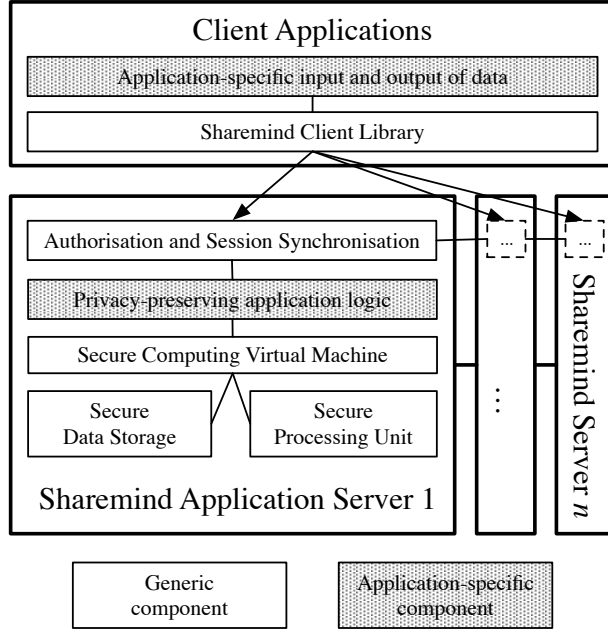 Client Applications
Application-specific input and output of data
Sharemind Client Library
Authorisation and Session Synchronisation
...
...
Privacy-preserving application logic
Secure Computing Virtual Machine
Secure
Data Storage
Secure
Processing Unit
Sharemind Application Server 1
...
Sharemind Server n
Generic
component
Application-specific
component